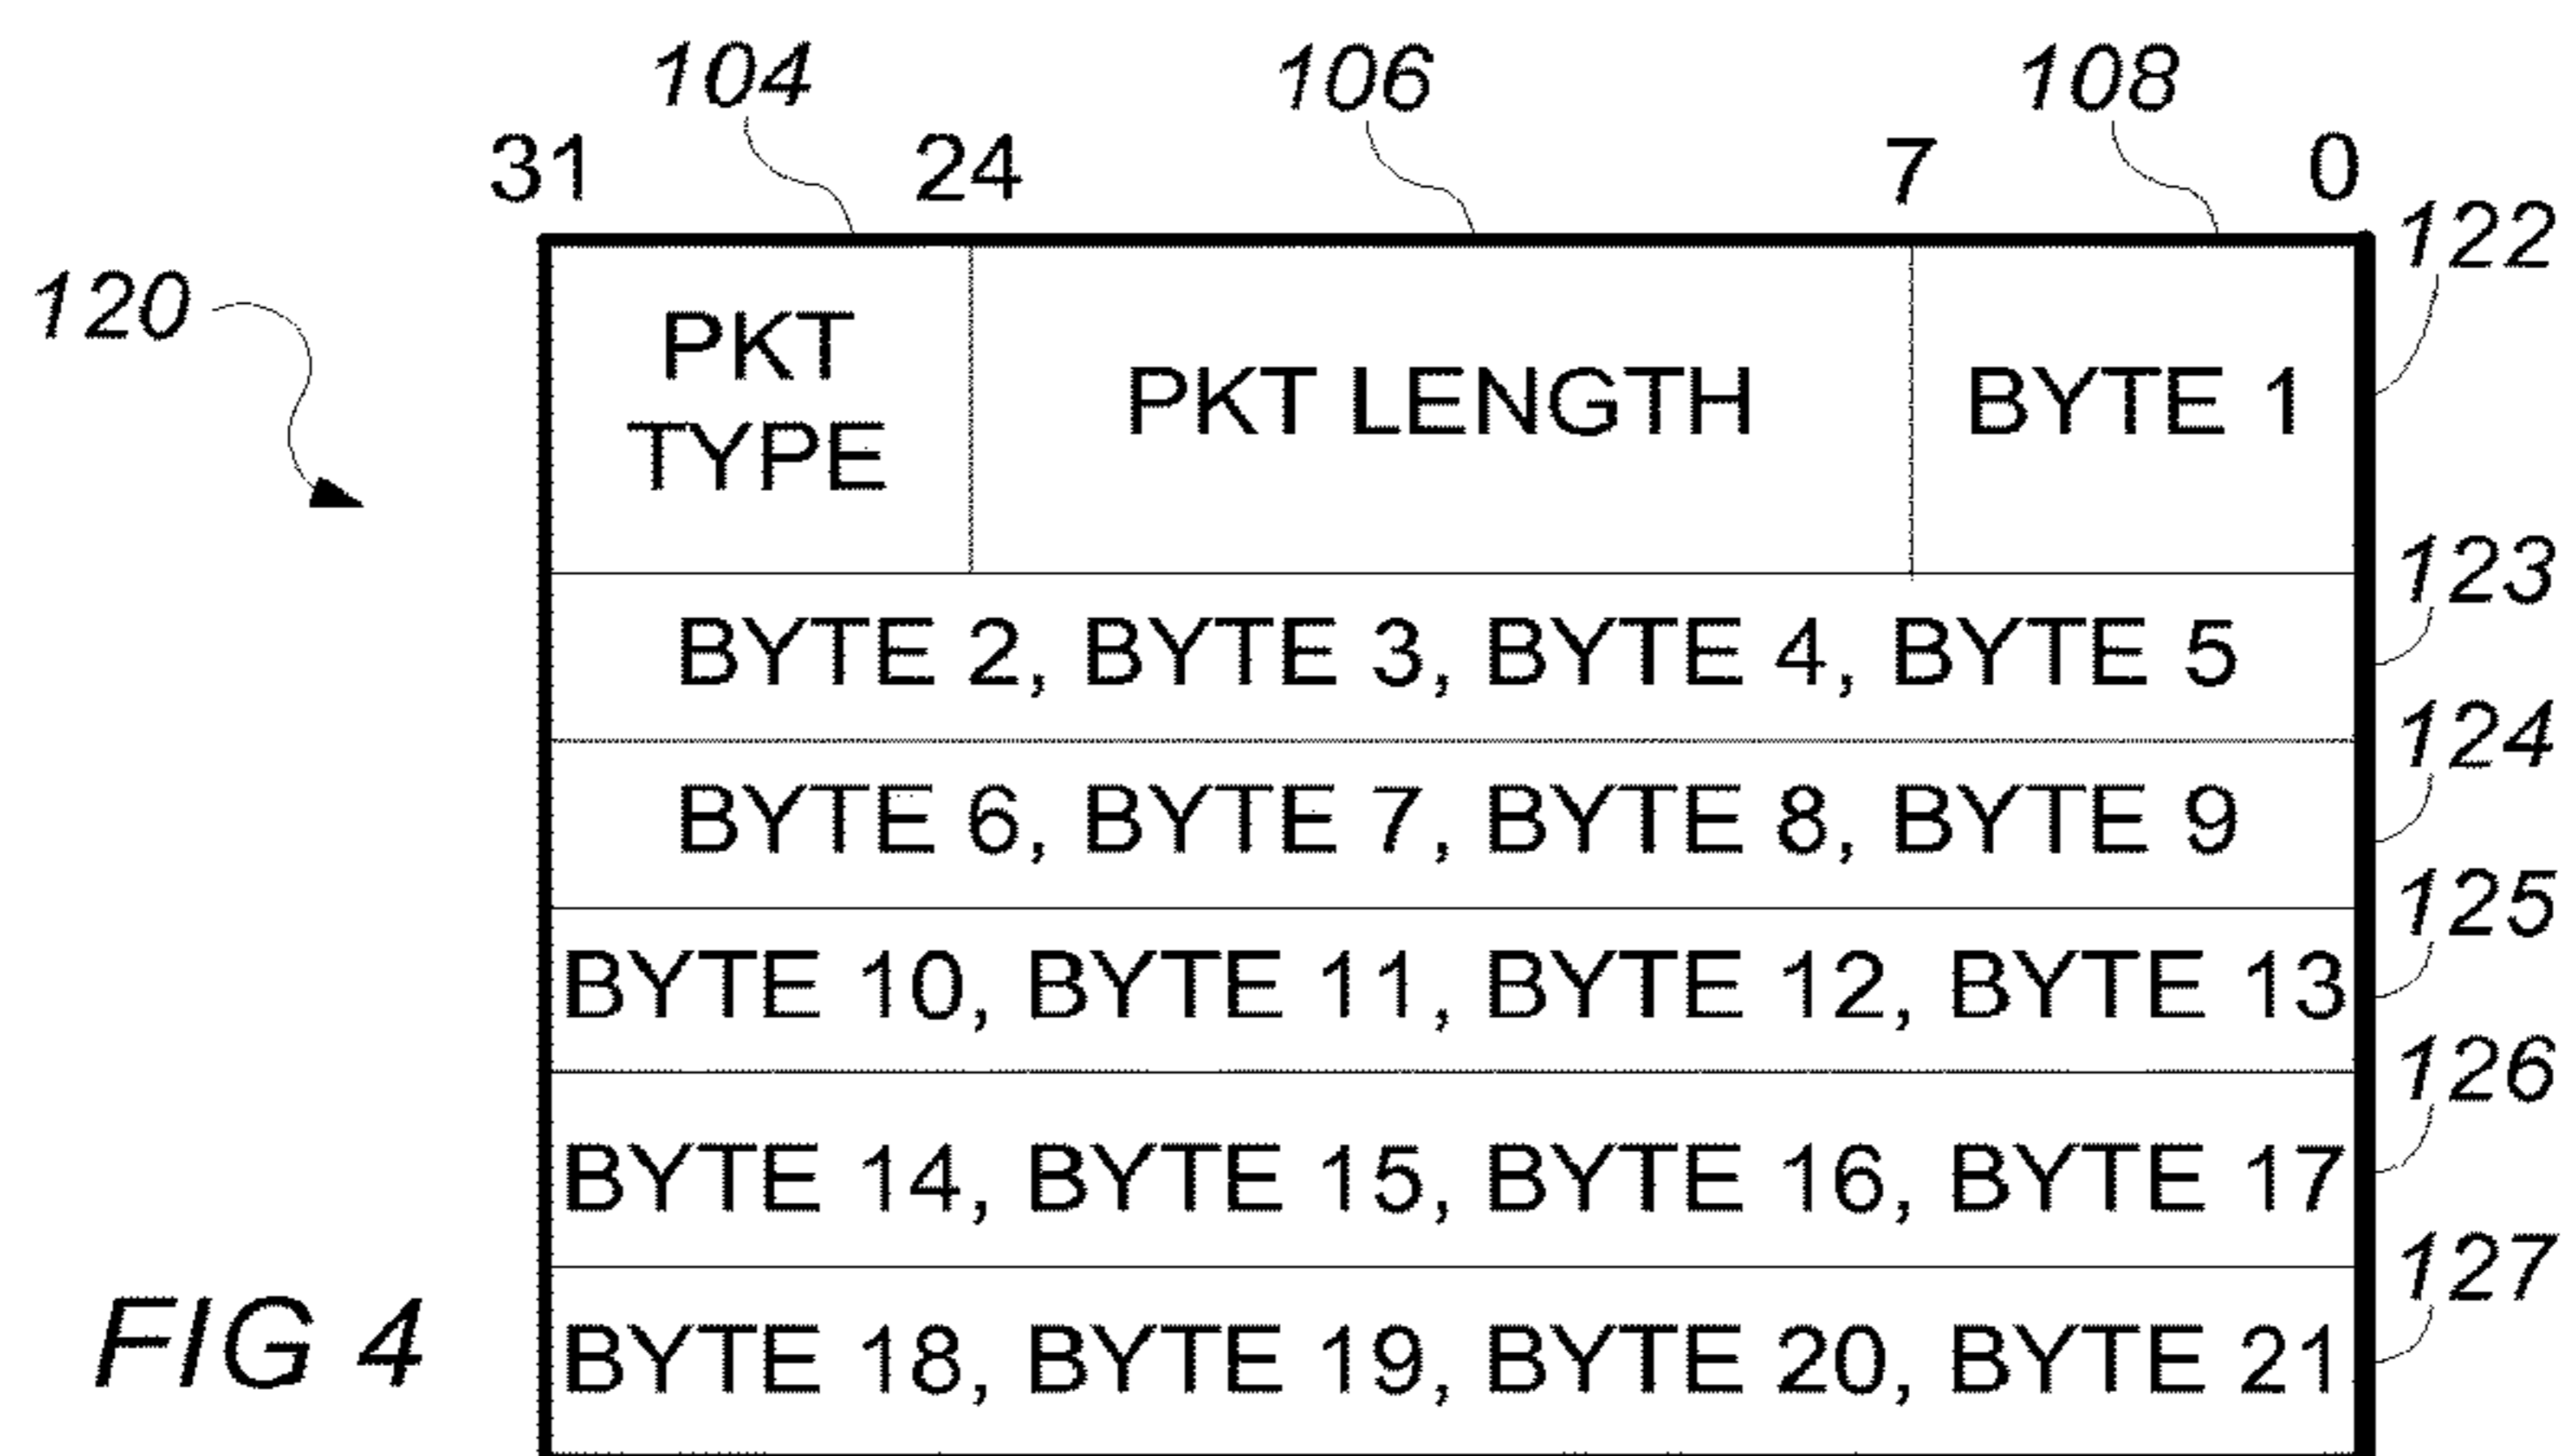 104 106 108
31 24 7 0
122
120
PKT TYPE PKT LENGTH BYTE 1
123
BYTE 2, BYTE 3, BYTE 4, BYTE 5
124
BYTE 6, BYTE 7, BYTE 8, BYTE 9
125
BYTE 10, BYTE 11, BYTE 12, BYTE 13
126
BYTE 14, BYTE 15, BYTE 16, BYTE 17
127
BYTE 18, BYTE 19, BYTE 20, BYTE 21
FIG 4